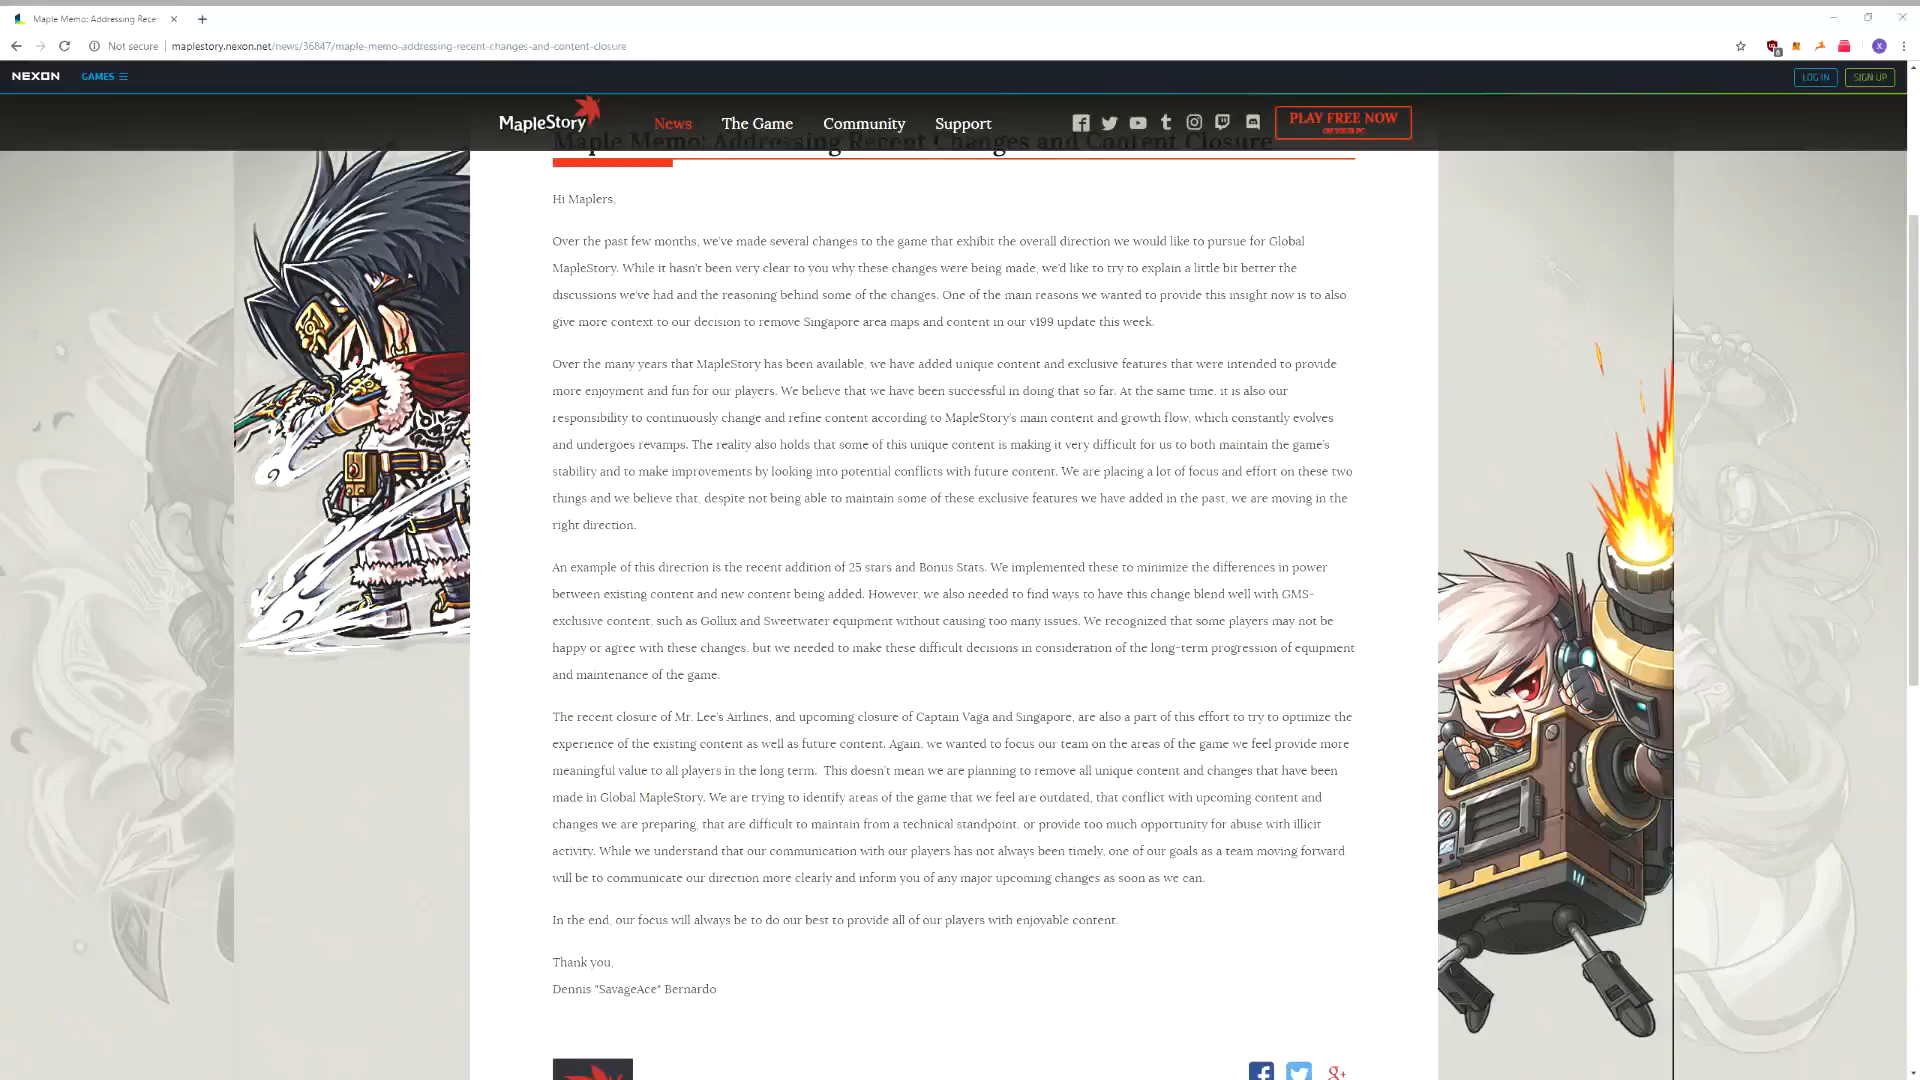 Maple Memo: Addressing Rece
Not secure
maplestory.nexon.net/news/36847/maple-memo-addressing-recent-changes-and-content-closure
X
NEXON
GAMES
LOG IN
SIGN UP
MapleStory
News
The Game
Community
Support
PLAY FREE NOW
ON YOUR PC
Maple Memo: Addressing Recent Changes and Content Closure
Hi Maplers,
Over the past few months, we've made several changes to the game that exhibit the overall direction we would like to pursue for Global
MapleStory. While it hasn't been very clear to you why these changes were being made, we'd like to try to explain a little bit better the
discussions we've had and the reasoning behind some of the changes. One of the main reasons we wanted to provide this insight now is to also
give more context to our decision to remove Singapore area maps and content in our v199 update this week.
Over the many years that MapleStory has been available, we have added unique content and exclusive features that were intended to provide
more enjoyment and fun for our players. We believe that we have been successful in doing that so far. At the same time, it is also our
responsibility to continuously change and refine content according to MapleStory's main content and growth flow, which constantly evolves
and undergoes revamps. The reality also holds that some of this unique content is making it very difficult for us to both maintain the game's
stability and to make improvements by looking into potential conflicts with future content. We are placing a lot of focus and effort on these two
things and we believe that, despite not being able to maintain some of these exclusive features we have added in the past, we are moving in the
right direction.
An example of this direction is the recent addition of 25 stars and Bonus Stats. We implemented these to minimize the differences in power
between existing content and new content being added. However, we also needed to find ways to have this change blend well with GMS-
exclusive content, such as Gollux and Sweetwater equipment without causing too many issues. We recognized that some players may not be
happy or agree with these changes, but we needed to make these difficult decisions in consideration of the long-term progression of equipment
and maintenance of the game.
The recent closure of Mr. Lee's Airlines, and upcoming closure of Captain Vaga and Singapore, are also a part of this effort to try to optimize the
experience of the existing content as well as future content. Again, we wanted to focus our team on the areas of the game we feel provide more
meaningful value to all players in the long term.  This doesn't mean we are planning to remove all unique content and changes that have been
made in Global MapleStory. We are trying to identify areas of the game that we feel are outdated, that conflict with upcoming content and
changes we are preparing, that are difficult to maintain from a technical standpoint, or provide too much opportunity for abuse with illicit
activity. While we understand that our communication with our players has not always been timely, one of our goals as a team moving forward
will be to communicate our direction more clearly and inform you of any major upcoming changes as soon as we can.
In the end, our focus will always be to do our best to provide all of our players with enjoyable content.
Thank you,
Dennis "SavageAce" Bernardo